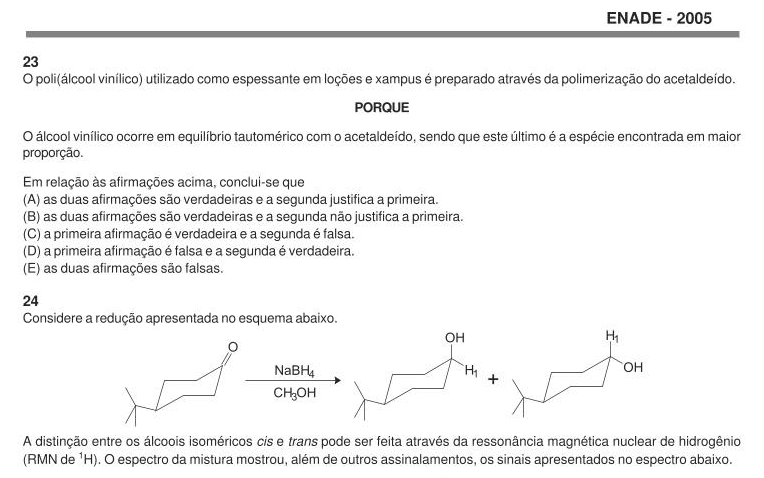 ENADE - 2005
23
O poli(álcool vinílico) utilizado como espessante em loções e xampus é preparado através da polimerização do acetaldeído.
PORQUE
O álcool vinílico ocorre em equilíbrio tautomérico com o acetaldeído, sendo que este último é a espécie encontrada em maior
proporção.
Em relação às afirmações acima, conclui-se que
(A) as duas afirmações são verdadeiras e a segunda justifica a primeira.
(B) as duas afirmações são verdadeiras e a segunda não justifica a primeira.
(C) a primeira afirmação é verdadeira e a segunda é falsa.
(D) a primeira afirmação é falsa e a segunda é verdadeira.
(E) as duas afirmações são falsas.
24
Considere a redução apresentada no esquema abaixo.
O
NaBH4
CH3OH
OH
H1
+
H1
OH
A distinção entre os álcoois isoméricos cis e trans pode ser feita através da ressonância magnética nuclear de hidrogênio
(RMN de ¹H). O espectro da mistura mostrou, além de outros assinalamentos, os sinais apresentados no espectro abaixo.